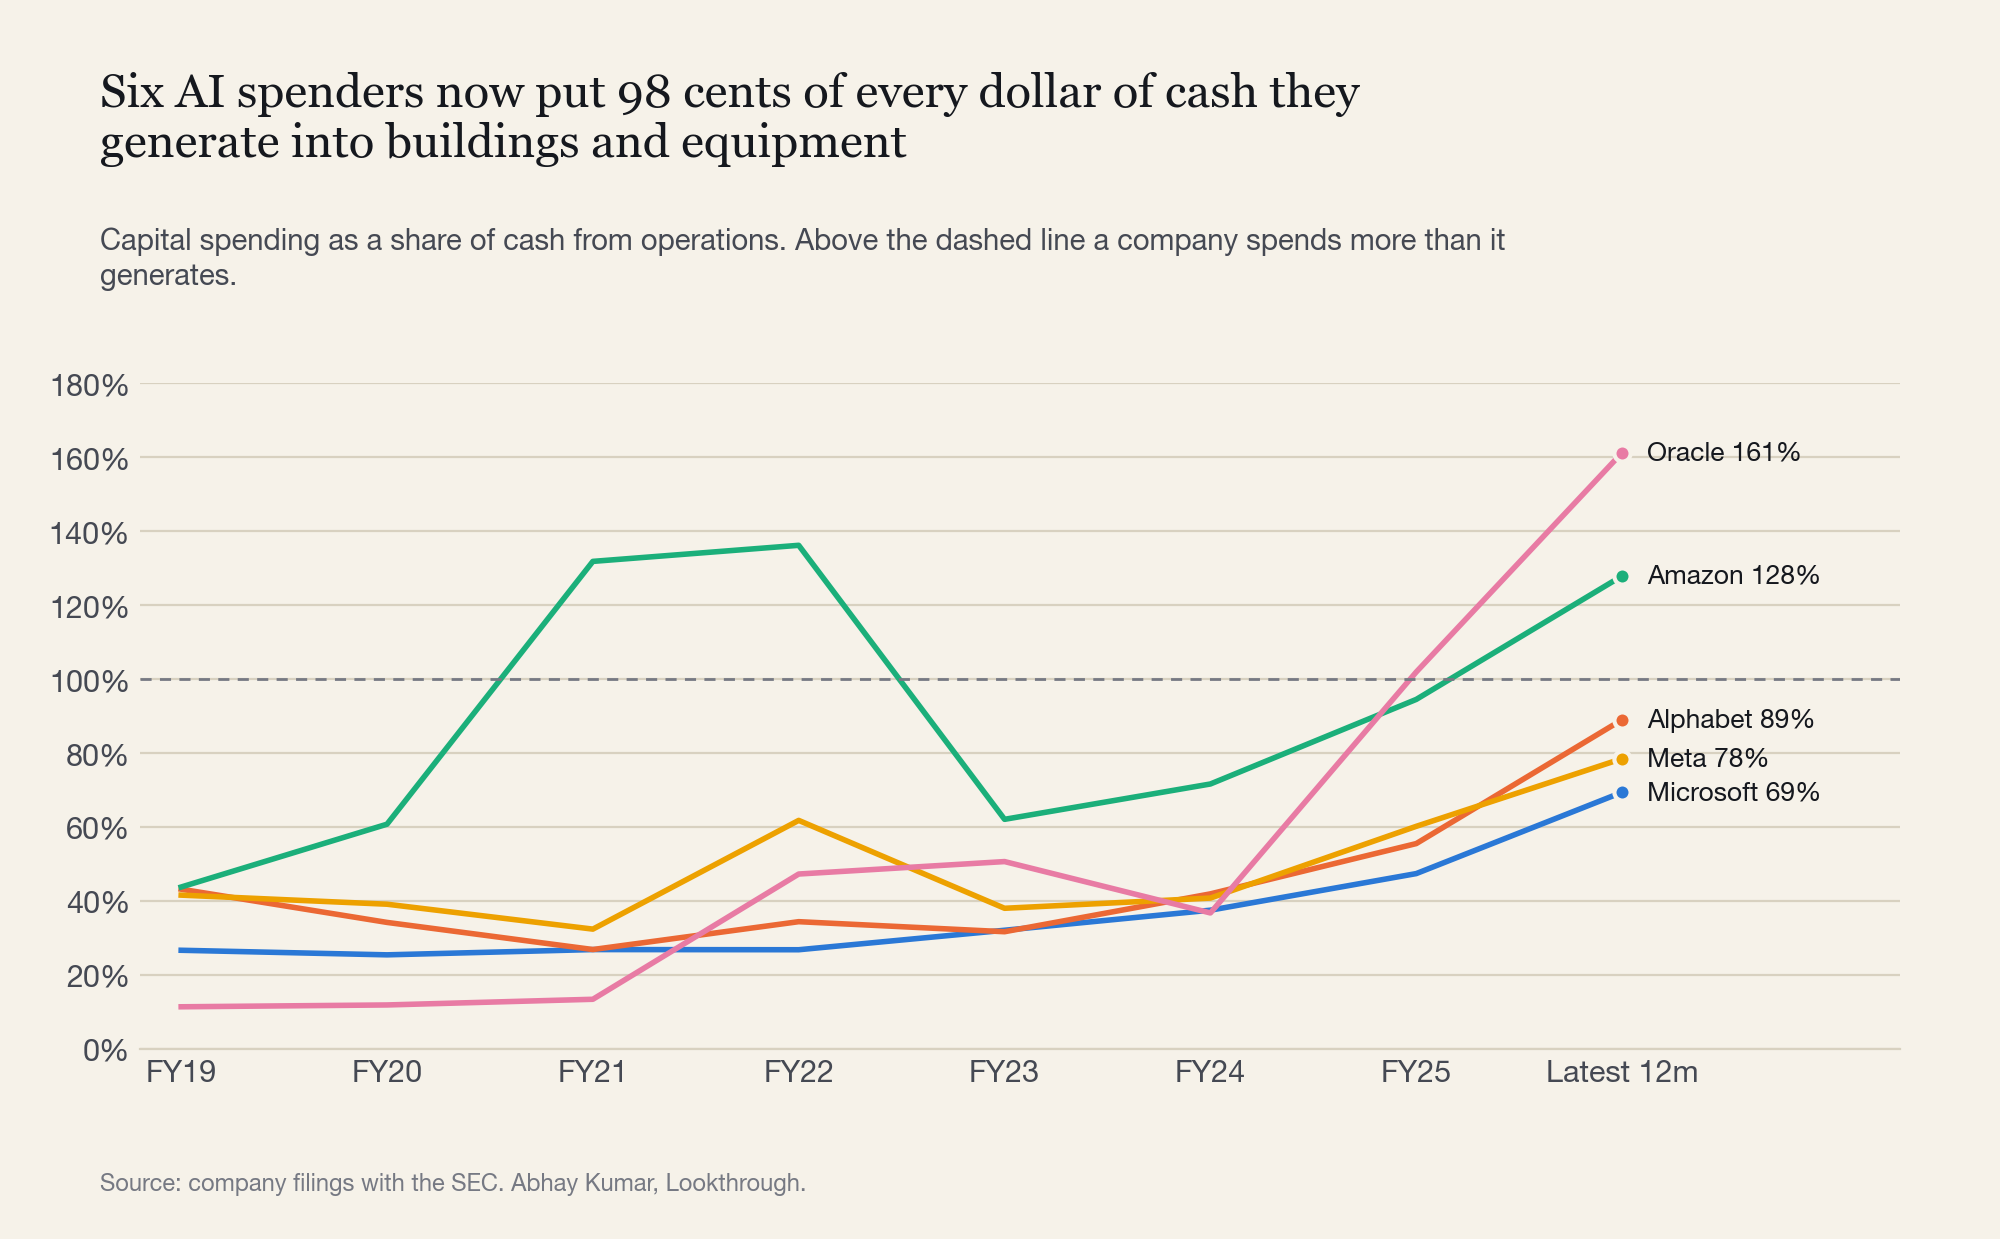 Six AI spenders now put 98 cents of every dollar of cash they
generate into buildings and equipment
Capital spending as a share of cash from operations. Above the dashed line a company spends more than it
generates.
180%
160%
140%
120%
100%
80%
60%
40%
20%
0%
Oracle 161%
Amazon 128%
Alphabet 89%
Meta 78%
Microsoft 69%
FY19 FY20 FY21 FY22 FY23 FY24 FY25 Latest 12m
Source: company filings with the SEC. Abhay Kumar, Lookthrough.